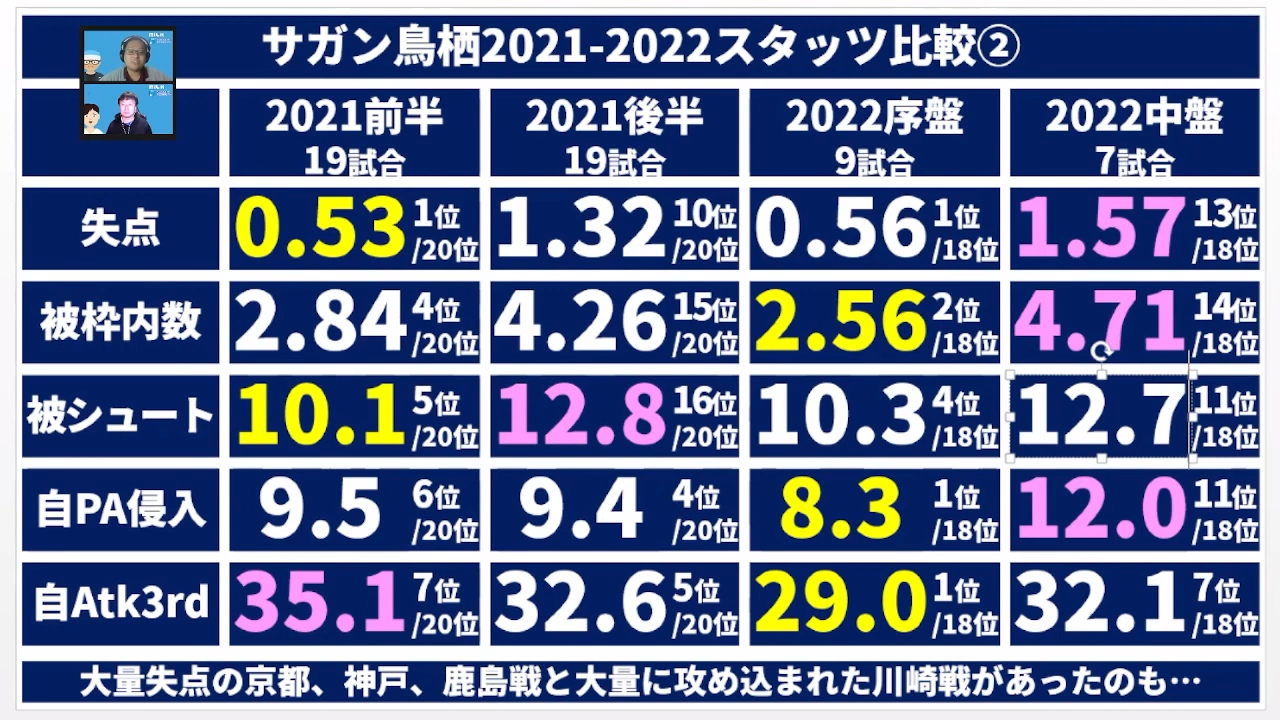 サガン鳥栖2021-2022スタッツ比較②
2021前半
19試合
2021後半
19試合
2022序盤
9試合
2022中盤
7試合
失点
0.53 1位/20位
1.32 10位/20位
0.56 1位/18位
1.57 13位/18位
被枠内数
2.84 4位/20位
4.26 15位/20位
2.56 2位/18位
4.71 14位/18位
被シュート
10.1 5位/20位
12.8 16位/20位
10.3 4位/18位
12.7 11位/18位
自PA侵入
9.5 6位/20位
9.4 4位/20位
8.3 1位/18位
12.0 11位/18位
自Atk3rd
35.1 7位/20位
32.6 5位/20位
29.0 1位/18位
32.1 7位/18位
大量失点の京都、神戸、鹿島戦と大量に攻め込まれた川崎戦があったのも…